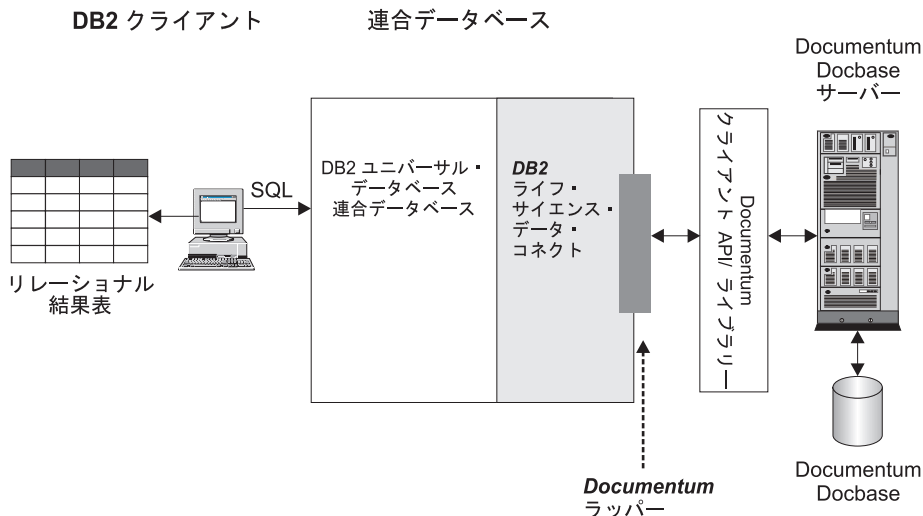 DB2 クライアント
連合データベース
Documentum
Docbase
サーバー
SQL
DB2 ユニバーサル・
データベース
連合データベース
DB2
ライフ・
サイエンス・
データ・
コネクト
Documentum
クライアント API/ ライブラリー
リレーショナル
結果表
Documentum
ラッパー
Documentum
Docbase